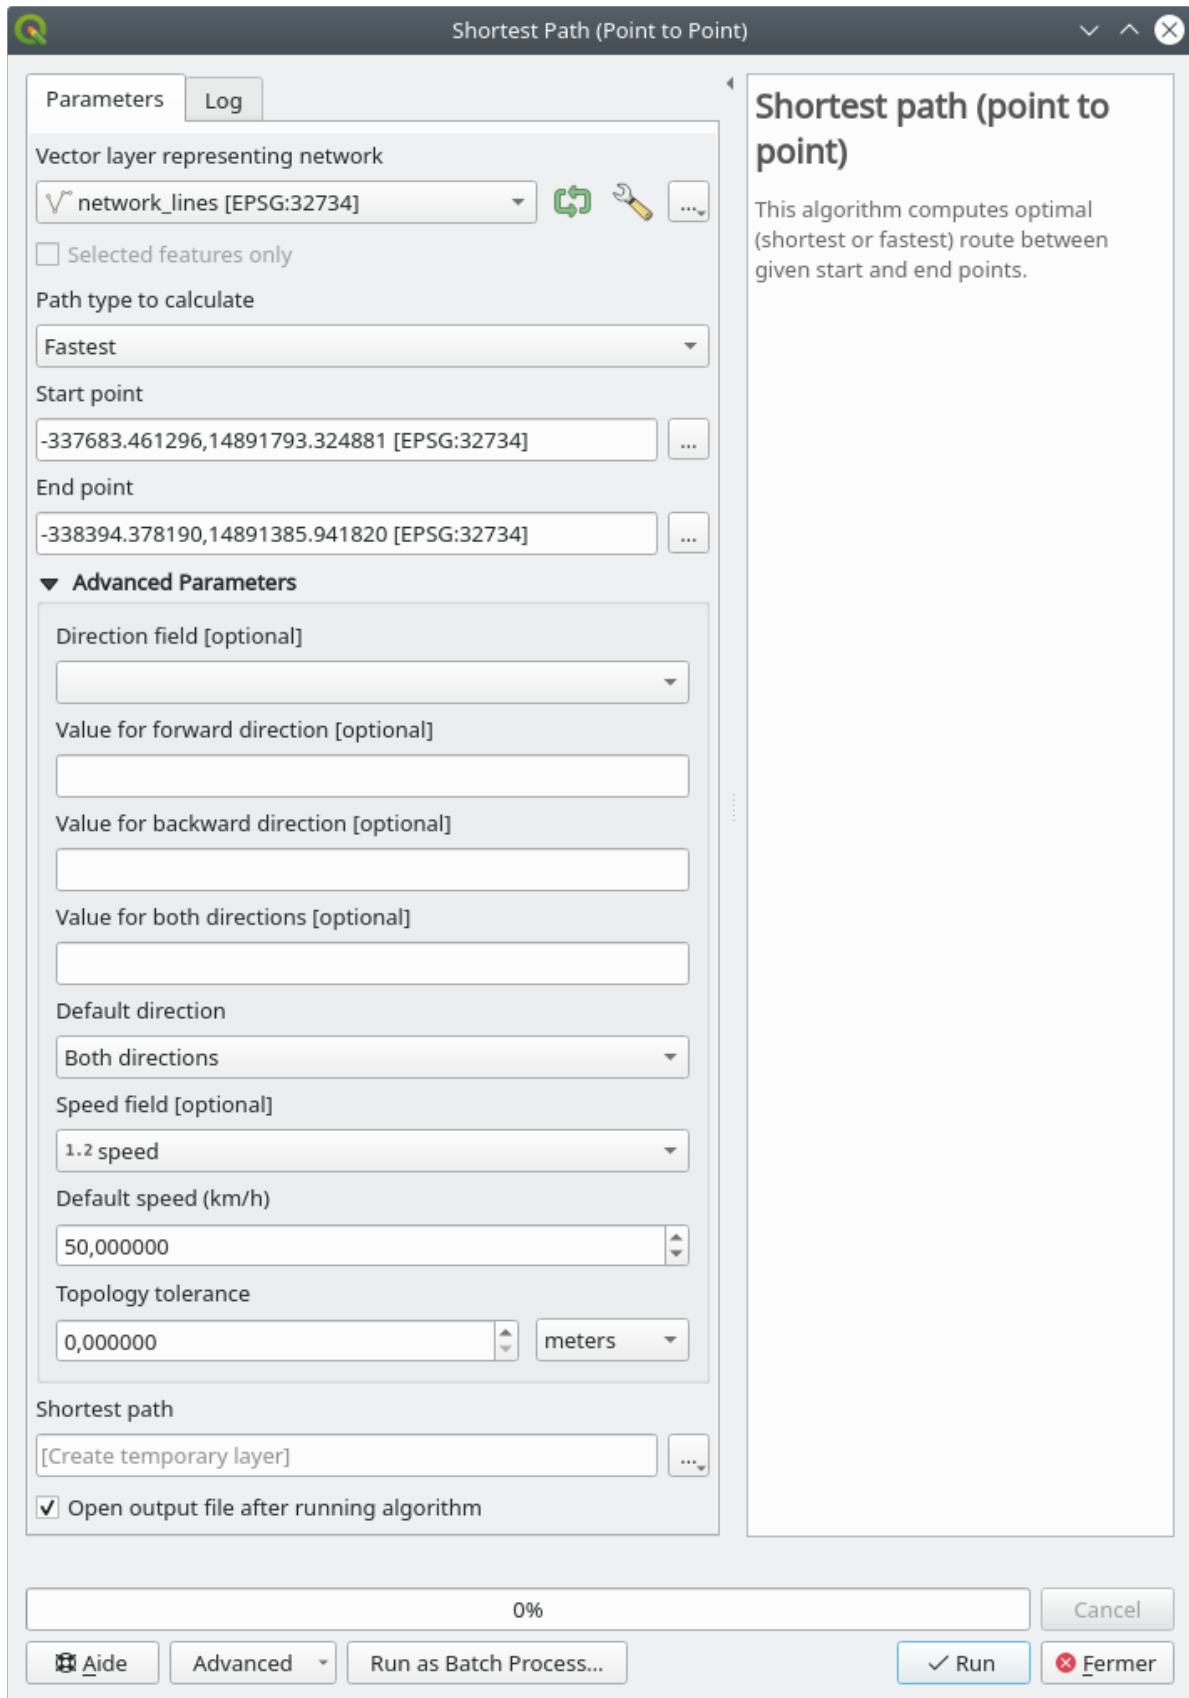 Shortest Path (Point to Point)
Parameters
Log
Vector layer representing network
network_lines [EPSG:32734]
...
Selected features only
Path type to calculate
Fastest
Start point
-337683.461296,14891793.324881 [EPSG:32734]
...
End point
-338394.378190,14891385.941820 [EPSG:32734]
...
Advanced Parameters
Direction field [optional]
Value for forward direction [optional]
Value for backward direction [optional]
Value for both directions [optional]
Default direction
Both directions
Speed field [optional]
1.2 speed
Default speed (km/h)
50,000000
Topology tolerance
0,000000
meters
Shortest path
[Create temporary layer]
...
Open output file after running algorithm
Shortest path (point to
point)
This algorithm computes optimal
(shortest or fastest) route between
given start and end points.
0%
Cancel
Aide
Advanced
Run as Batch Process...
Run
Fermer